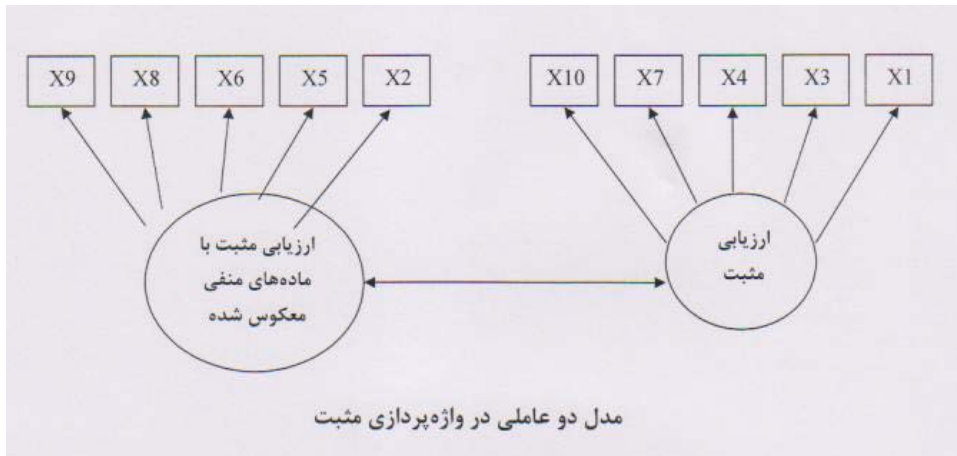 X9 X8 X6 X5 X2 X10 X7 X4 X3 X1
ارزیابی مثبت با
ماده‌های منفی
معکوس شده
ارزیابی
مثبت
مدل دو عاملی در واژه‌پردازی مثبت